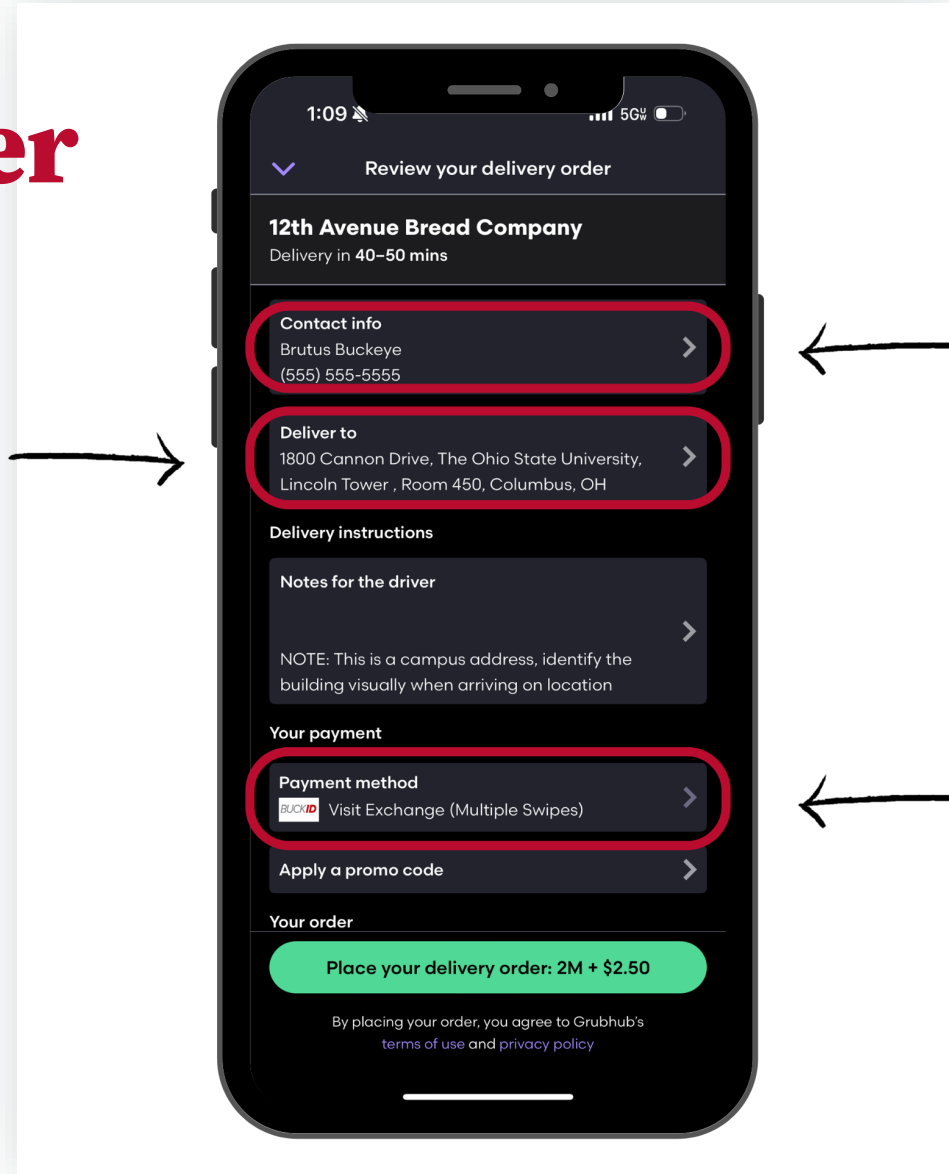 er
1:09
5G UW
Review your delivery order
12th Avenue Bread Company
Delivery in 40–50 mins
Contact info
Brutus Buckeye
(555) 555-5555
Deliver to
1800 Cannon Drive, The Ohio State University,
Lincoln Tower , Room 450, Columbus, OH
Delivery instructions
Notes for the driver
NOTE: This is a campus address, identify the
building visually when arriving on location
Your payment
Payment method
BUCKID Visit Exchange (Multiple Swipes)
Apply a promo code
Your order
Place your delivery order: 2M + $2.50
By placing your order, you agree to Grubhub's
terms of use and privacy policy